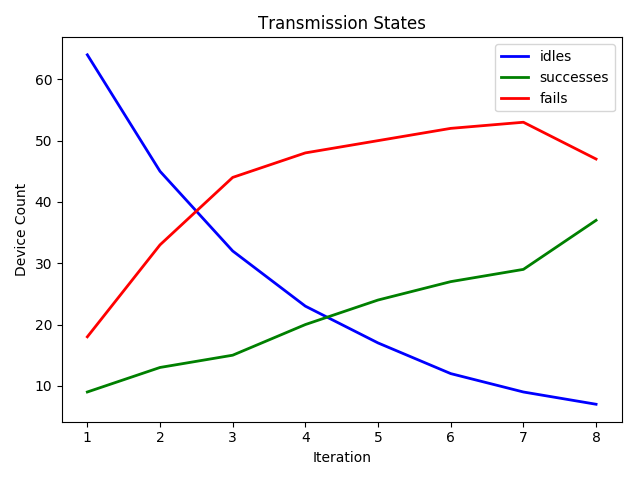 Transmission States
idles
successes
fails
60
50
40
30
20
10
Device Count
1 2 3 4 5 6 7 8
Iteration